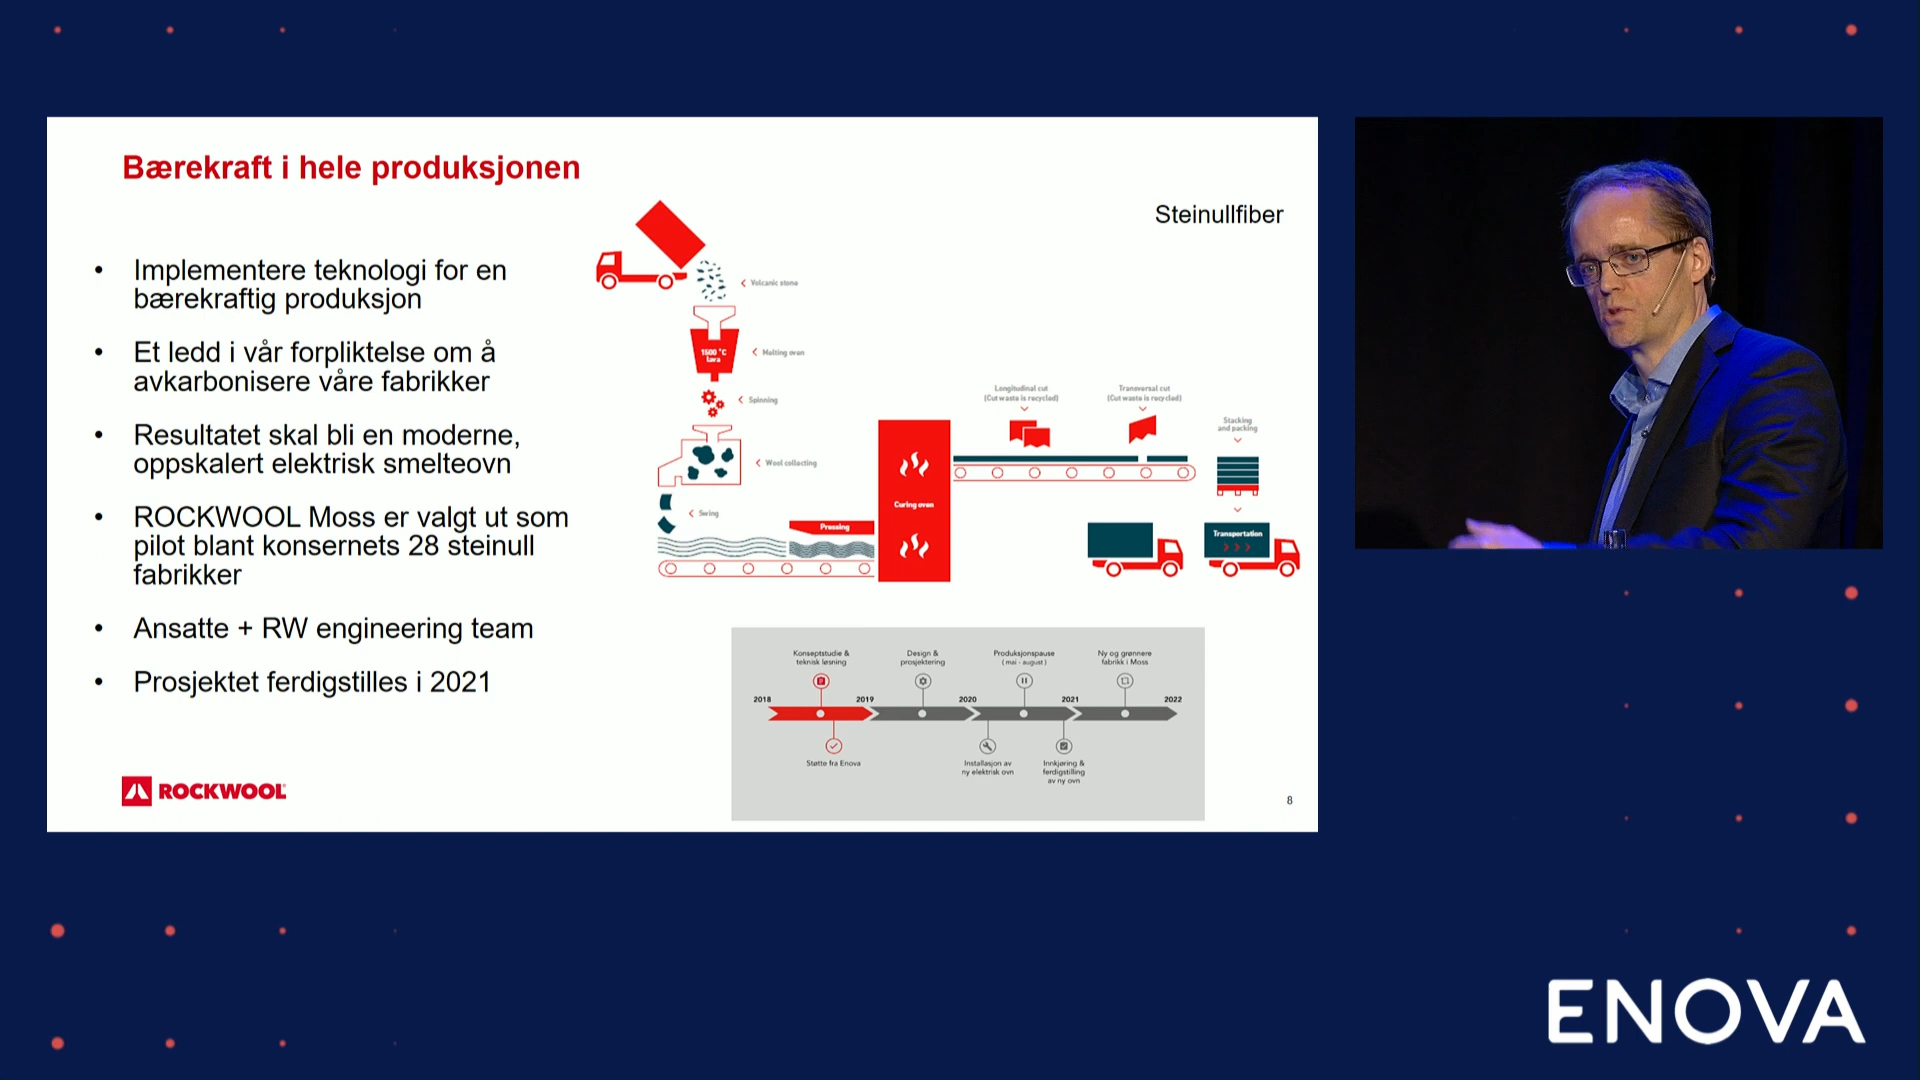 Bærekraft i hele produksjonen
Steinullfiber
• Implementere teknologi for en
bærekraftig produksjon
• Et ledd i vår forpliktelse om å
avkarbonisere våre fabrikker
• Resultatet skal bli en moderne,
oppskalert elektrisk smelteovn
• ROCKWOOL Moss er valgt ut som
pilot blant konsernets 28 steinull
fabrikker
• Ansatte + RW engineering team
• Prosjektet ferdigstilles i 2021
Volcanic stone
1500 °C
lava
Melting oven
Spinning
Wool collecting
Swing
Pressing
Curing oven
Longitudinal cut
(Cut waste is recycled)
Transversal cut
(Cut waste is recycled)
Stacking
and packing
Transportation
Konseptstudie &
teknisk løsning
Design &
prosjektering
Produksjonspause
( mai - august )
Ny og grønnere
fabrikk i Moss
2018 2019 2020 2021 2022
Støtte fra Enova
Installasjon av
ny elektrisk ovn
Innkjøring &
ferdigstilling
av ny ovn
ROCKWOOL
8
ENOVA